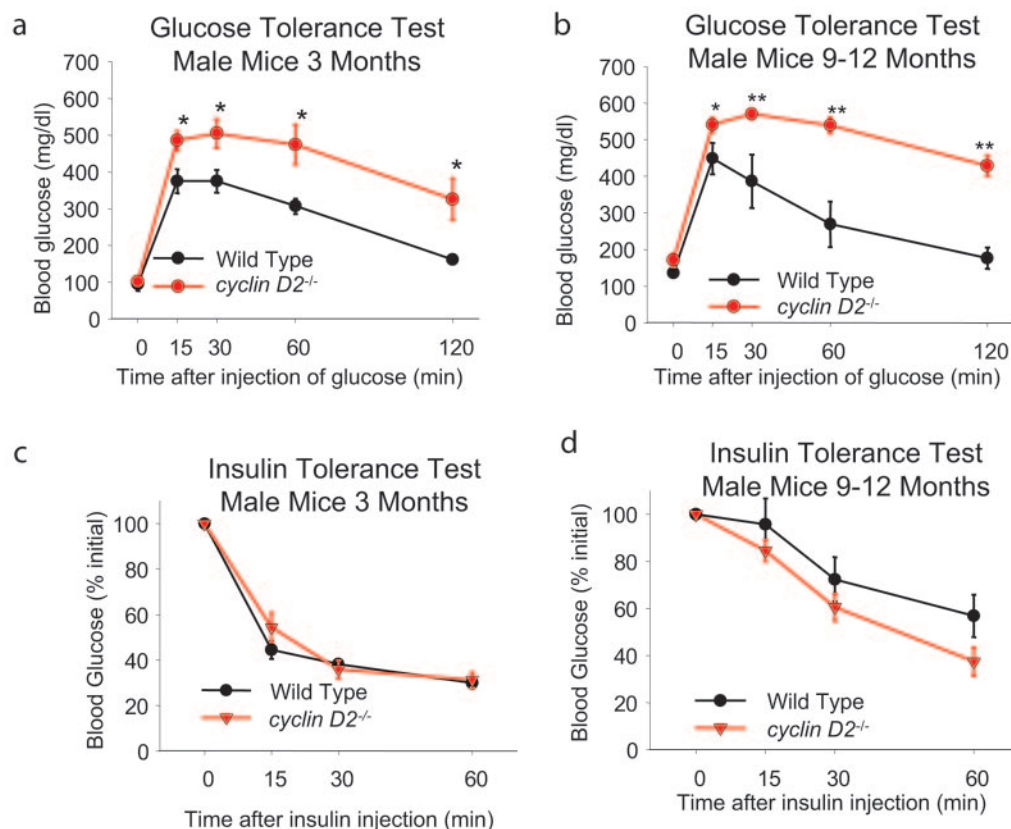 a
Glucose Tolerance Test
Male Mice 3 Months
700
600
500
400
300
200
100
0
Blood glucose (mg/dl)
* * * *
Wild Type
cyclin D2-/-
0 15 30 60 120
Time after injection of glucose (min)
b
Glucose Tolerance Test
Male Mice 9-12 Months
700
600
500
400
300
200
100
0
Blood glucose (mg/dl)
* ** ** **
Wild Type
cyclin D2-/-
0 15 30 60 120
Time after injection of glucose (min)
c
Insulin Tolerance Test
Male Mice 3 Months
100
80
60
40
20
0
Blood Glucose (% initial)
Wild Type
cyclin D2-/-
0 15 30 60
Time after insulin injection (min)
d
Insulin Tolerance Test
Male Mice 9-12 Months
100
80
60
40
20
0
Blood Glucose (% initial)
Wild Type
cyclin D2-/-
0 15 30 60
Time after insulin injection (min)